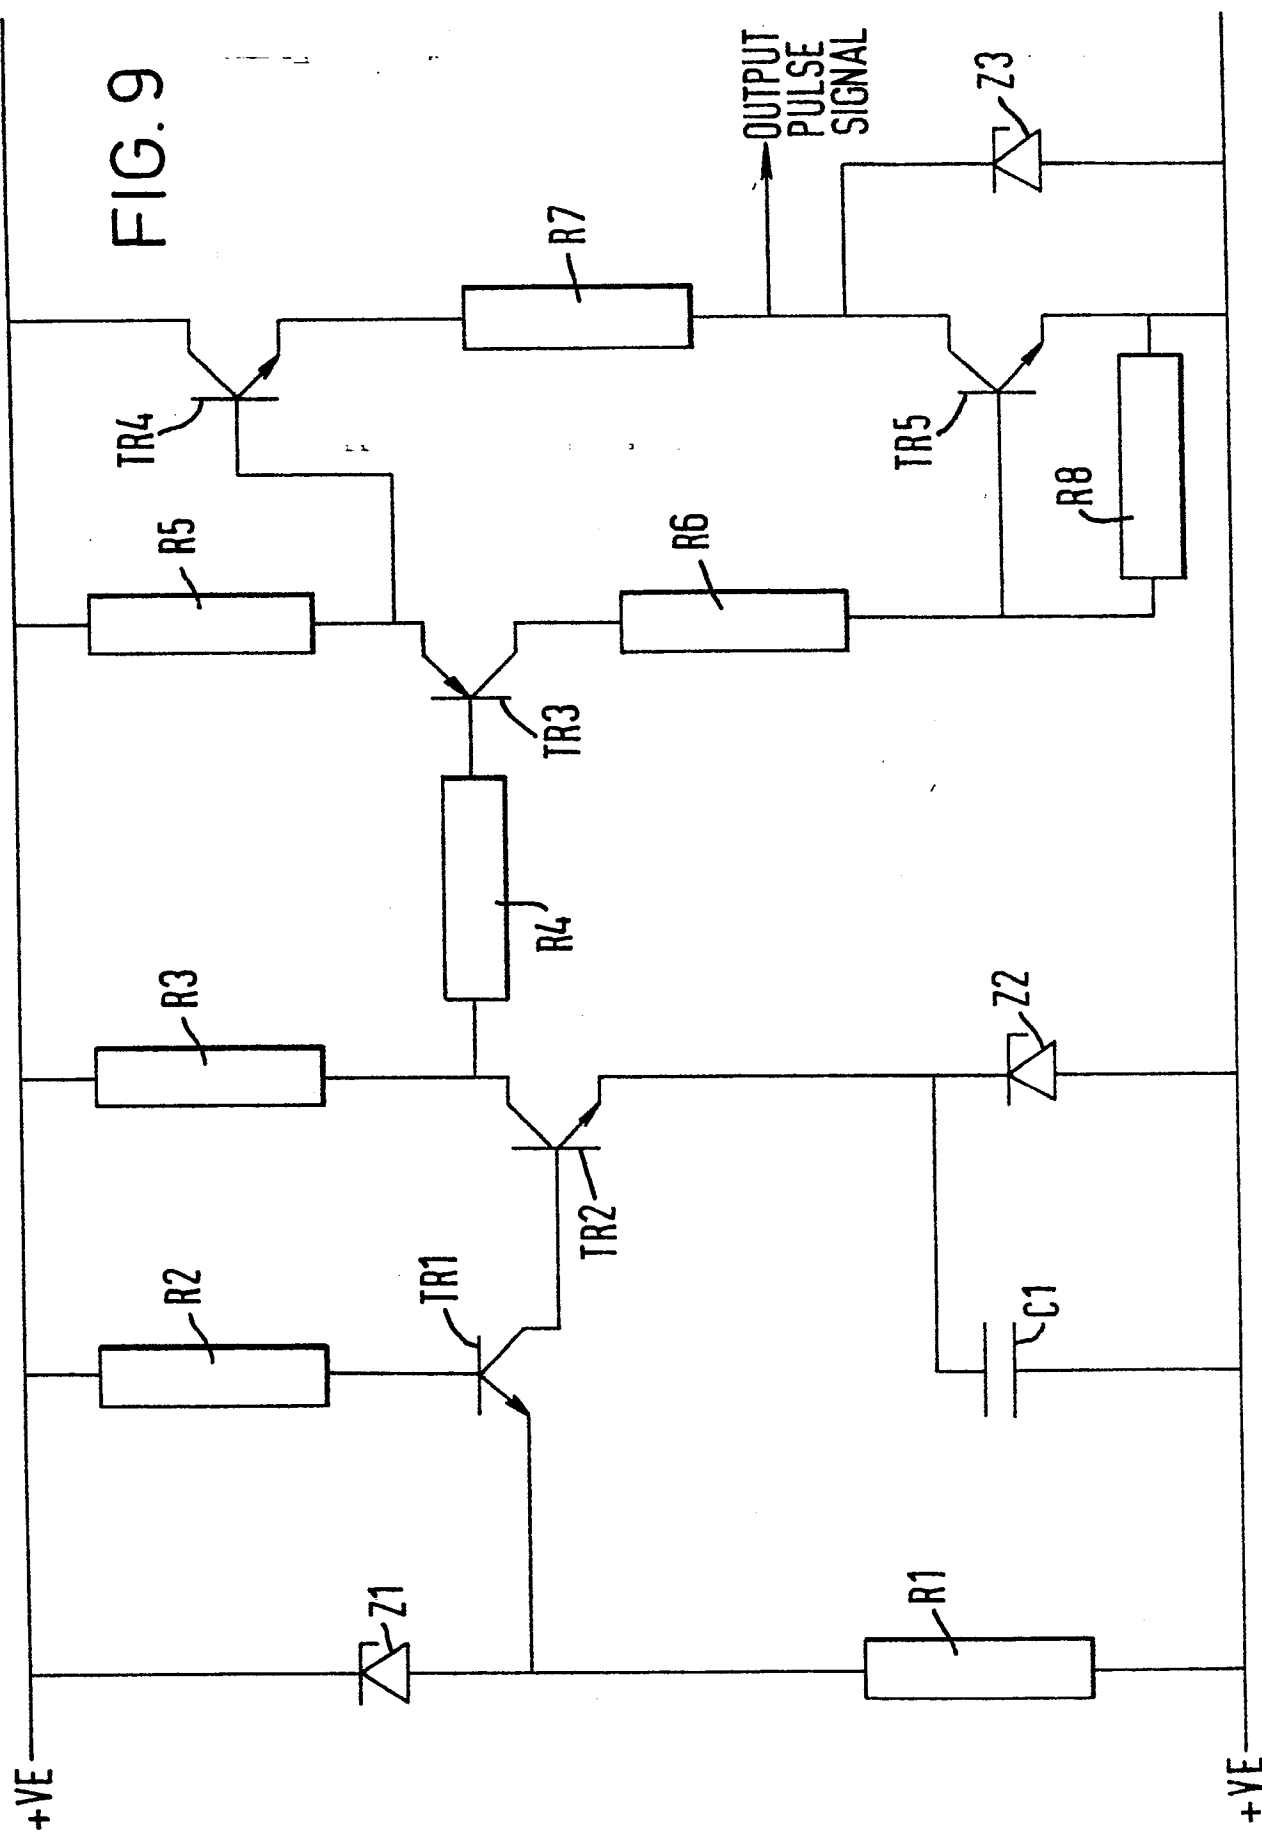 FIG. 9
+VE
+VE
Z1
R1
R2
TR1
C1
R3
TR2
Z2
R4
R5
TR3
R6
TR4
TR5
R8
R7
OUTPUT
PULSE
SIGNAL
Z3